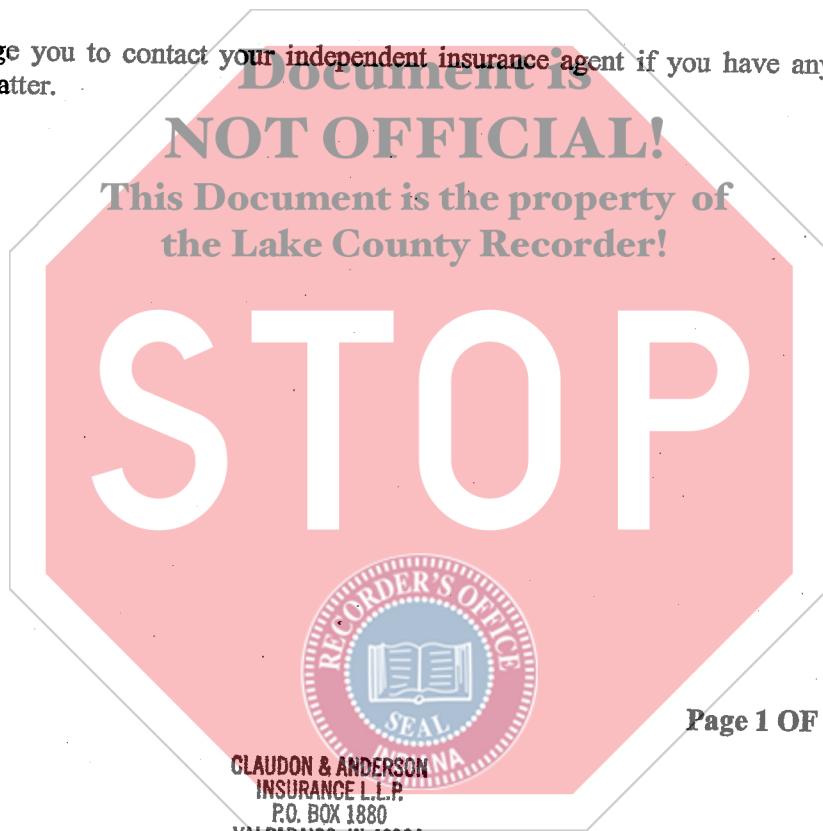 ge you to contact your independent insurance agent if you have any
atter.
Document is
NOT OFFICIAL!
This Document is the property of
the Lake County Recorder!
STOP
RECORDER'S OFFICE
SEAL
INDIANA
Page 1 OF
CLAUDON & ANDERSON
INSURANCE L.L.P.
P.O. BOX 1880